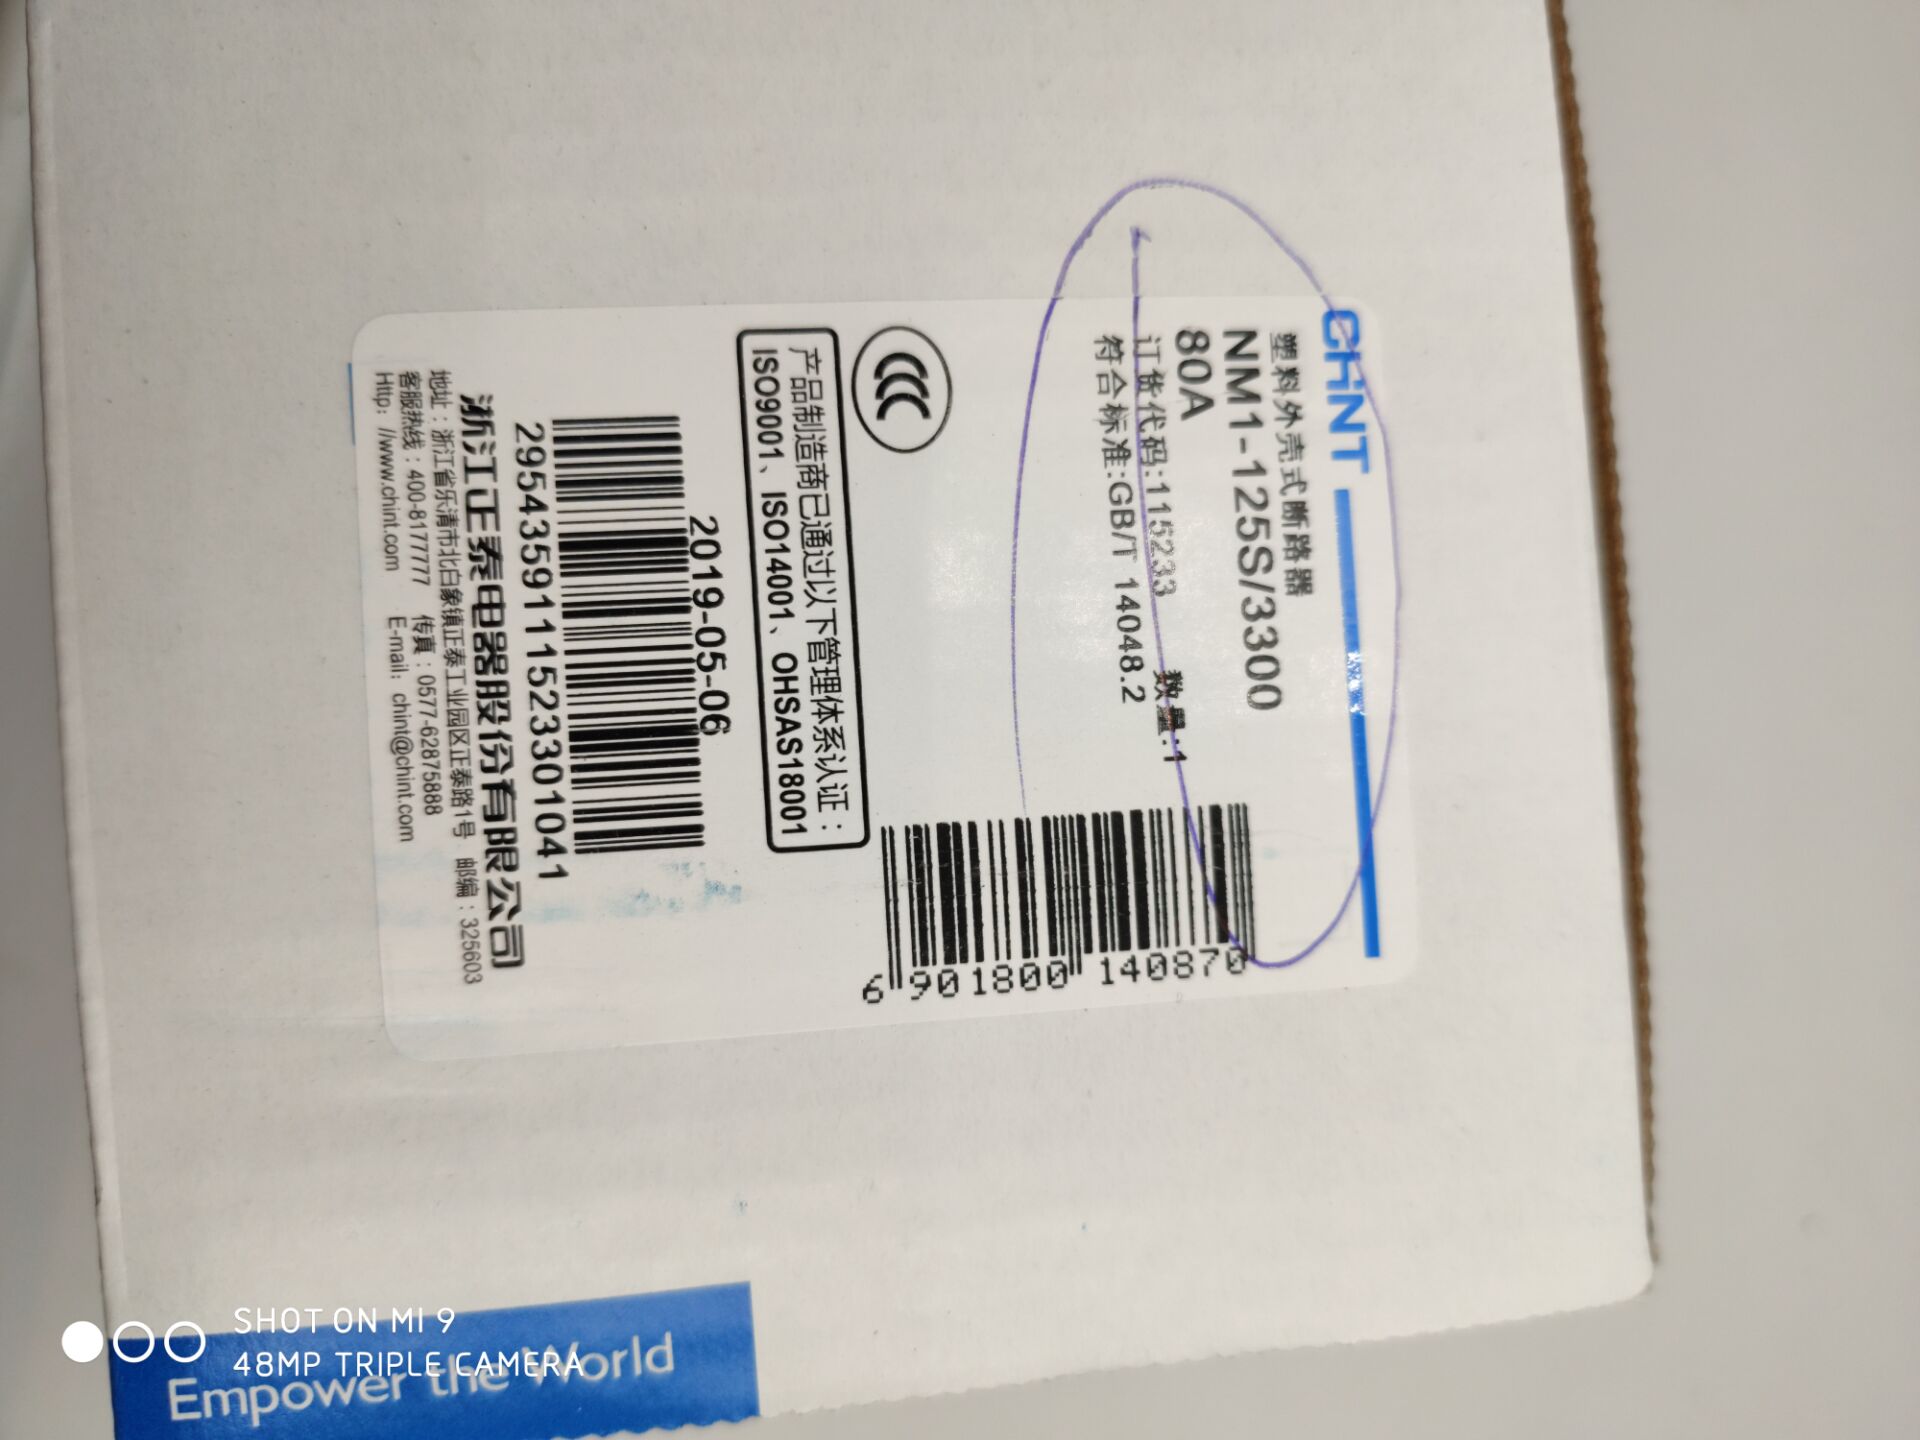 CHINT
塑料外壳式断路器
NM1-125S/3300
80A
订货代码:115233 数量:1
符合标准:GB/T 14048.2
6 901800 140870
产品制造商已通过以下管理体系认证:
ISO9001、ISO14001、OHSAS18001
2019-05-06
2954359111523301041
浙江正泰电器股份有限公司
地址:浙江省乐清市北白象镇正泰工业园区正泰路1号 邮编:325603
客服热线:400-8177777 传真:0577-62875888
Http: //www.chint.com E-mail: chint@chint.com
Empower the World
SHOT ON MI 9
48MP TRIPLE CAMERA